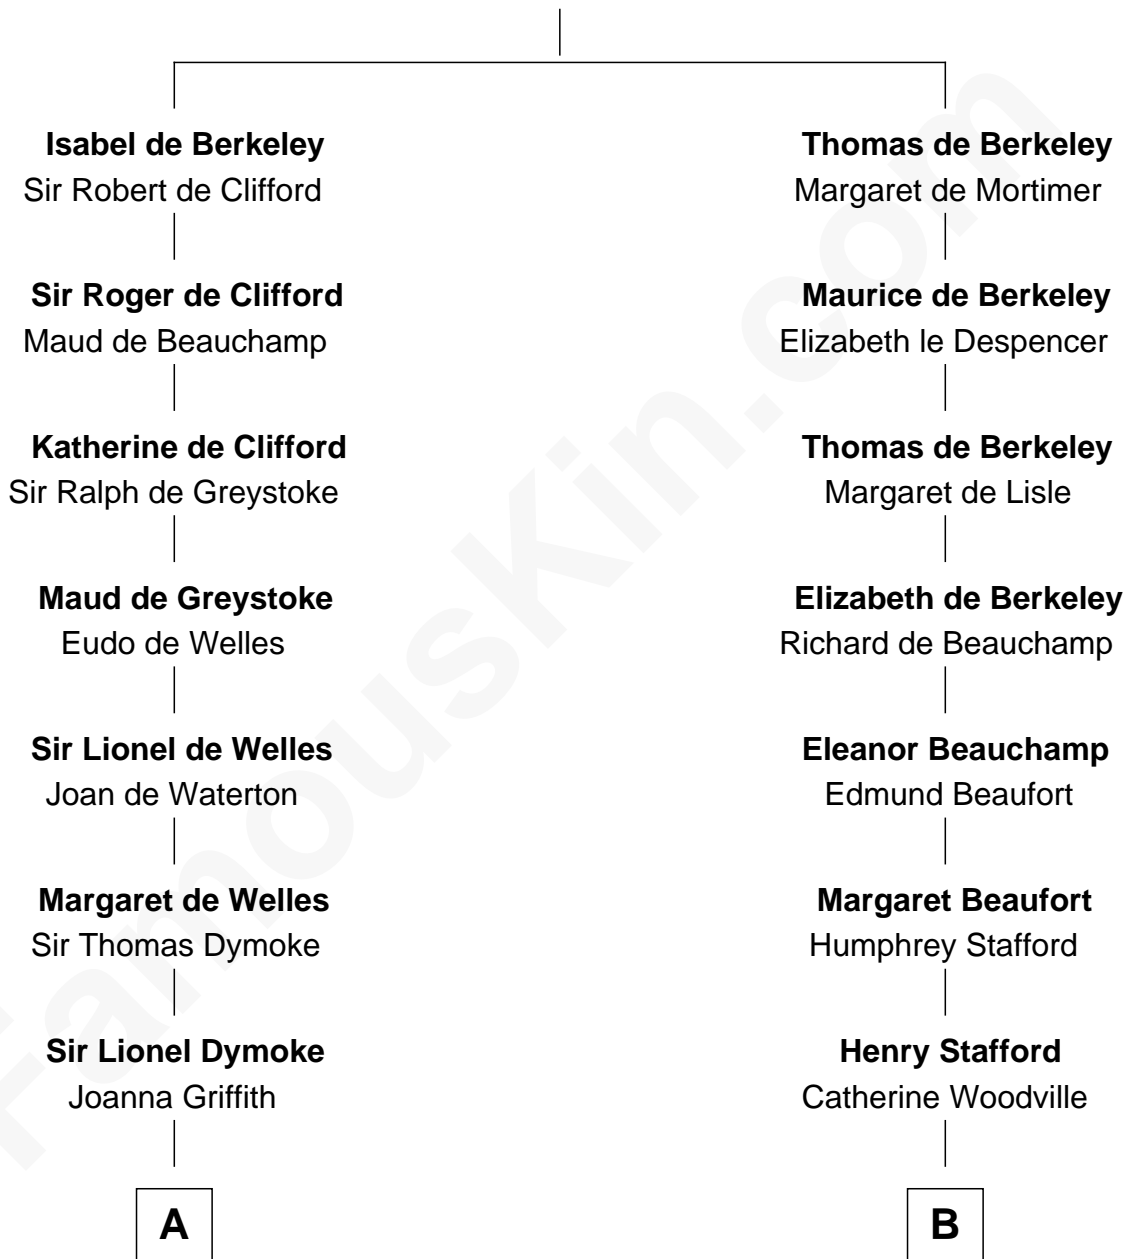 Isabel de Berkeley
Sir Robert de Clifford
Sir Roger de Clifford
Maud de Beauchamp
Katherine de Clifford
Sir Ralph de Greystoke
Maud de Greystoke
Eudo de Welles
Sir Lionel de Welles
Joan de Waterton
Margaret de Welles
Sir Thomas Dymoke
Sir Lionel Dymoke
Joanna Griffith
A
Thomas de Berkeley
Margaret de Mortimer
Maurice de Berkeley
Elizabeth le Despencer
Thomas de Berkeley
Margaret de Lisle
Elizabeth de Berkeley
Richard de Beauchamp
Eleanor Beauchamp
Edmund Beaufort
Margaret Beaufort
Humphrey Stafford
Henry Stafford
Catherine Woodville
B
FamousKin.com